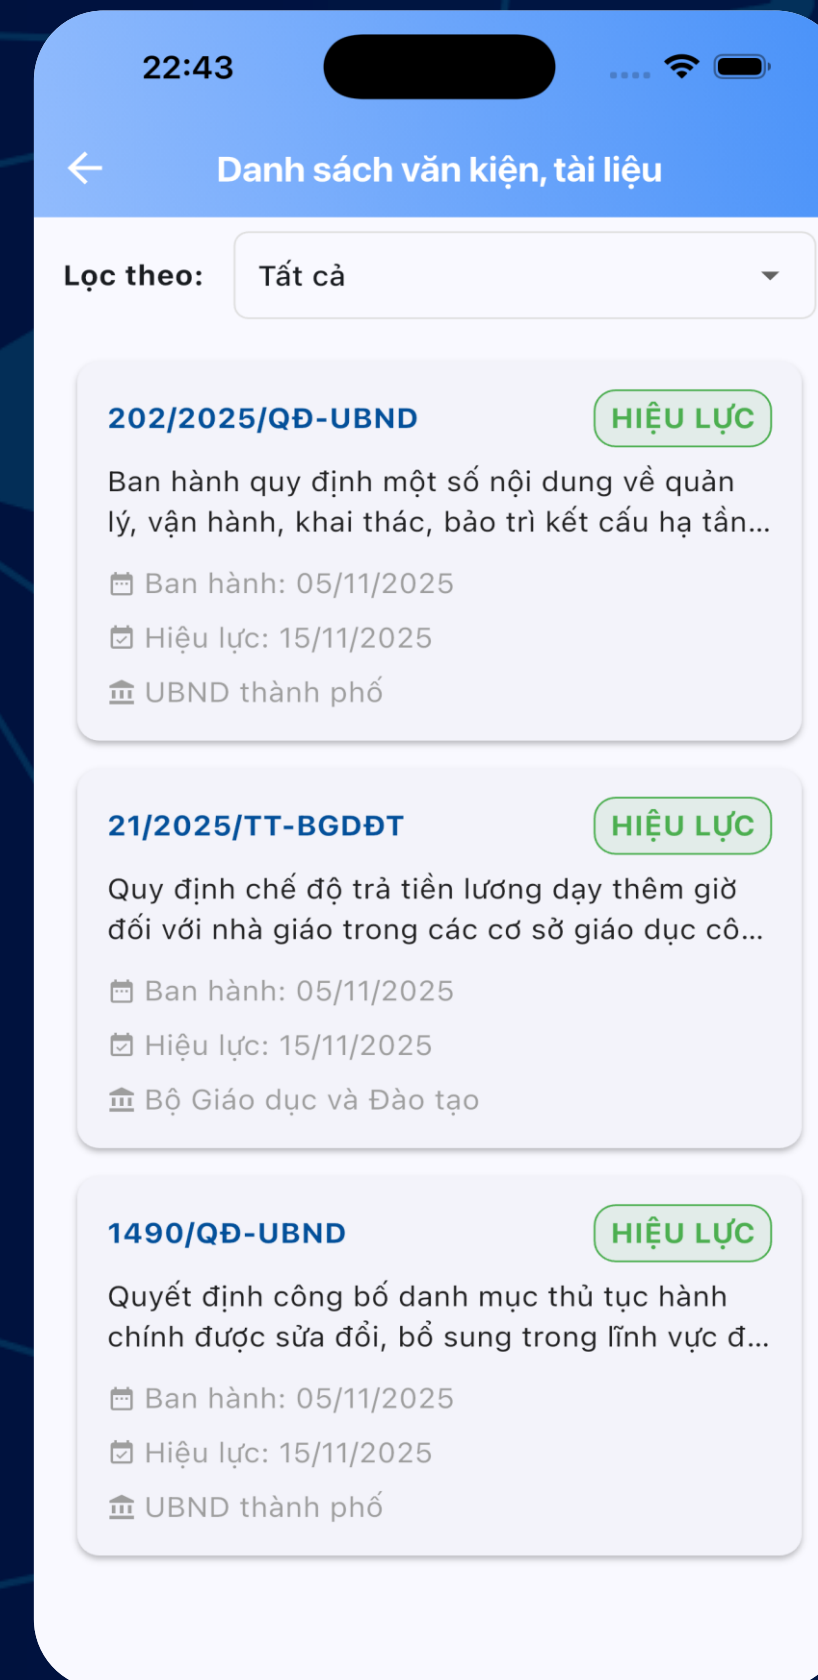 22:43
Danh sách văn kiện, tài liệu
Lọc theo:
Tất cả
202/2025/QĐ-UBND
HIỆU LỰC
Ban hành quy định một số nội dung về quản
lý, vận hành, khai thác, bảo trì kết cấu hạ tần...
Ban hành: 05/11/2025
Hiệu lực: 15/11/2025
UBND thành phố
21/2025/TT-BGDĐT
HIỆU LỰC
Quy định chế độ trả tiền lương dạy thêm giờ
đối với nhà giáo trong các cơ sở giáo dục cô...
Ban hành: 05/11/2025
Hiệu lực: 15/11/2025
Bộ Giáo dục và Đào tạo
1490/QĐ-UBND
HIỆU LỰC
Quyết định công bố danh mục thủ tục hành
chính được sửa đổi, bổ sung trong lĩnh vực đ...
Ban hành: 05/11/2025
Hiệu lực: 15/11/2025
UBND thành phố